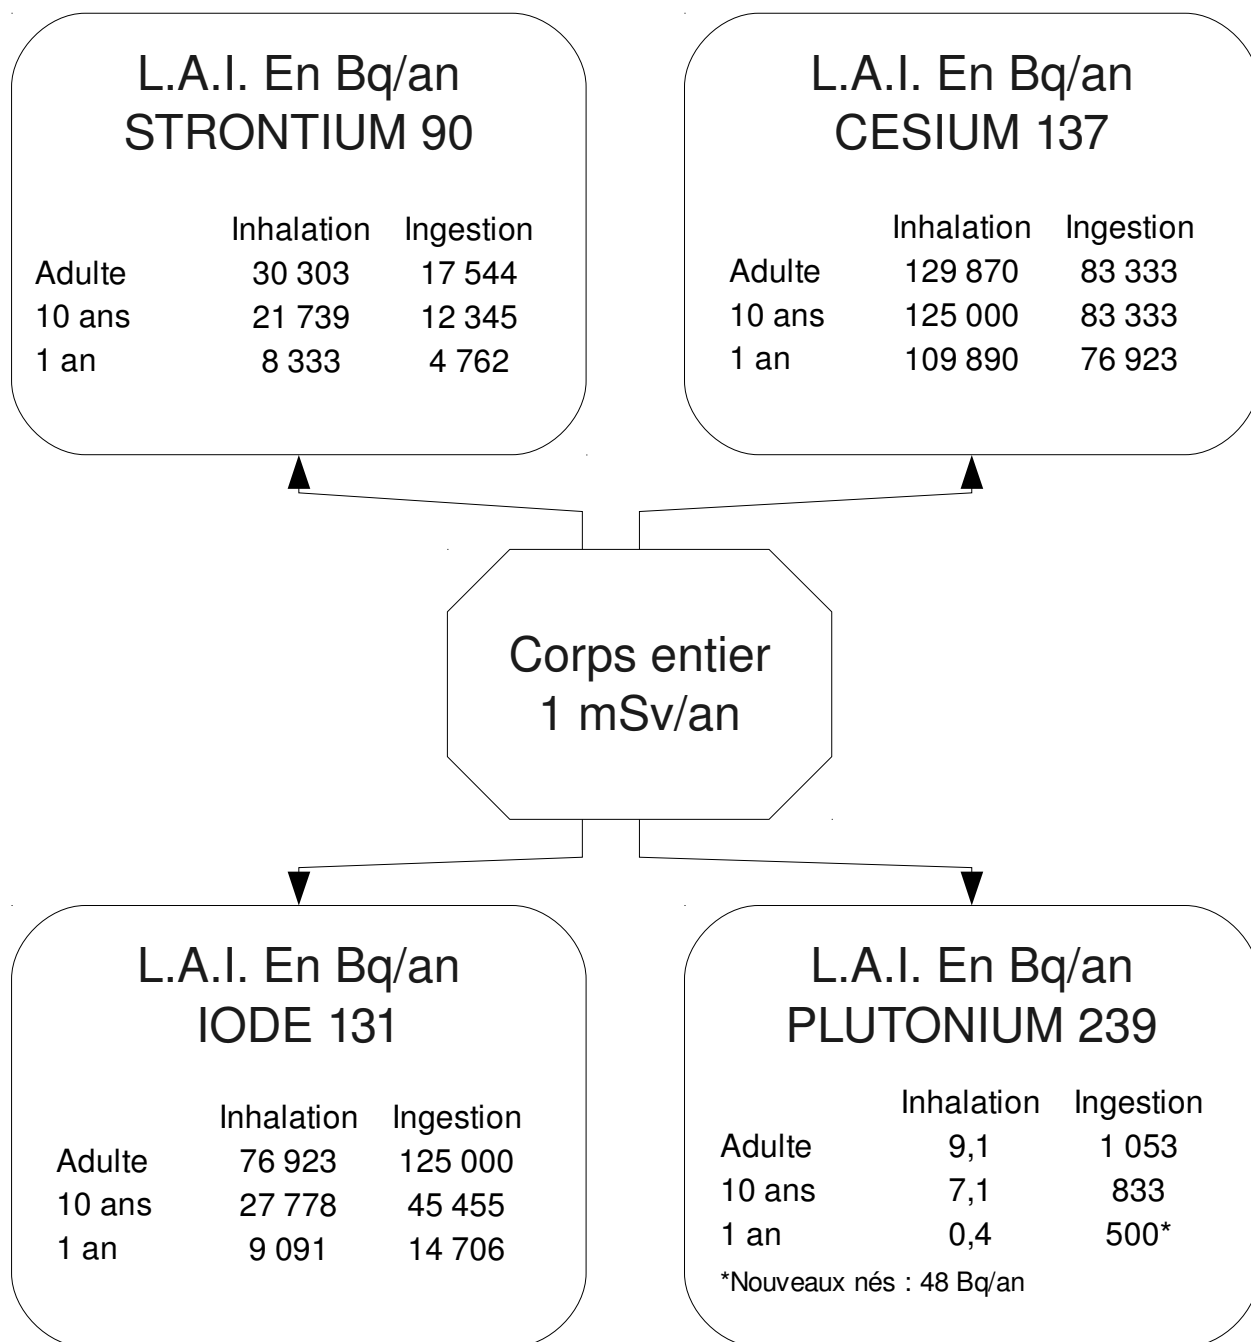 L.A.I. En Bq/an
STRONTIUM 90
Inhalation Ingestion
Adulte 30 303 17 544
10 ans 21 739 12 345
1 an 8 333 4 762
L.A.I. En Bq/an
CESIUM 137
Inhalation Ingestion
Adulte 129 870 83 333
10 ans 125 000 83 333
1 an 109 890 76 923
Corps entier
1 mSv/an
L.A.I. En Bq/an
IODE 131
Inhalation Ingestion
Adulte 76 923 125 000
10 ans 27 778 45 455
1 an 9 091 14 706
L.A.I. En Bq/an
PLUTONIUM 239
Inhalation Ingestion
Adulte 9,1 1 053
10 ans 7,1 833
1 an 0,4 500*
*Nouveaux nés : 48 Bq/an